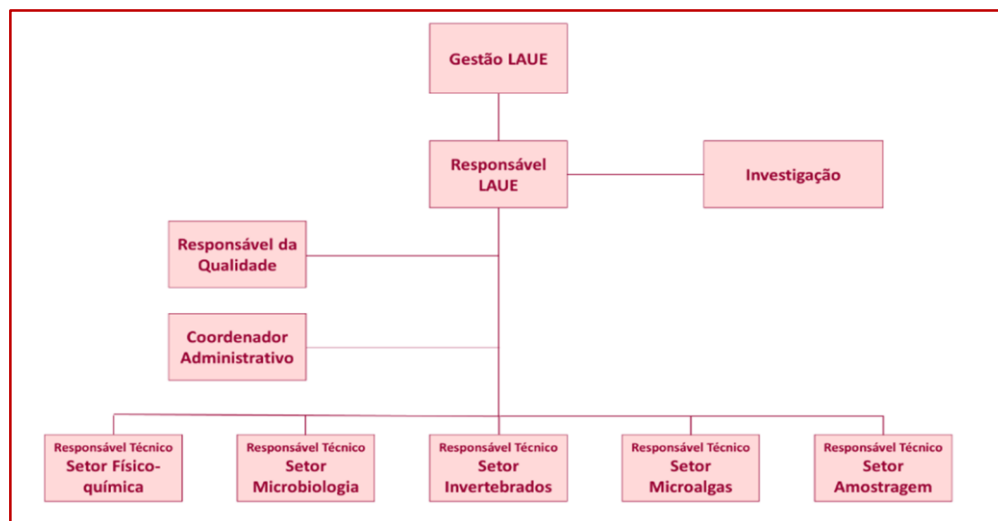 Gestão LAUE
Responsável
LAUE
Investigação
Responsável da
Qualidade
Coordenador
Administrativo
Responsável Técnico
Setor Físico-
química
Responsável Técnico
Setor
Microbiologia
Responsável Técnico
Setor
Invertebrados
Responsável Técnico
Setor
Microalgas
Responsável Técnico
Setor
Amostragem